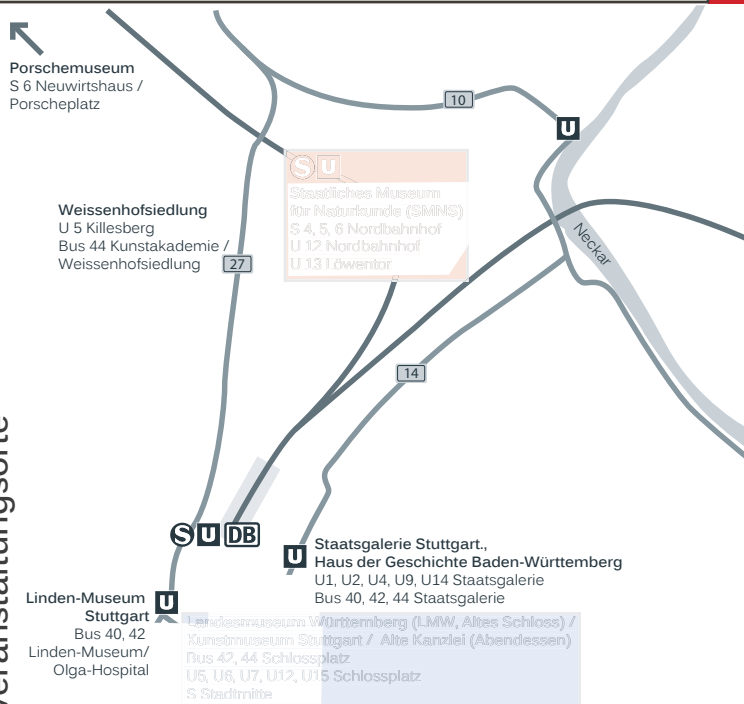 Porschemuseum
S 6 Neuwirtshaus /
Porscheplatz
10
U
S U
Staatliches Museum
für Naturkunde (SMNS)
S 4, 5, 6 Nordbahnhof
U 12 Nordbahnhof
U 13 Löwentor
Weissenhofsiedlung
U 5 Killesberg
Bus 44 Kunstakademie /
Weissenhofsiedlung
27
Neckar
14
S U DB
U
Staatsgalerie Stuttgart.,
Haus der Geschichte Baden-Württemberg
U1, U2, U4, U9, U14 Staatsgalerie
Bus 40, 42, 44 Staatsgalerie
Linden-Museum
Stuttgart
Bus 40, 42
Linden-Museum/
Olga-Hospital
U
Landesmuseum Württemberg (LMW, Altes Schloss) /
Kunstmuseum Stuttgart / Alte Kanzlei (Abendessen)
Bus 42, 44 Schlossplatz
U5, U6, U7, U12, U15 Schlossplatz
S Stadtmitte